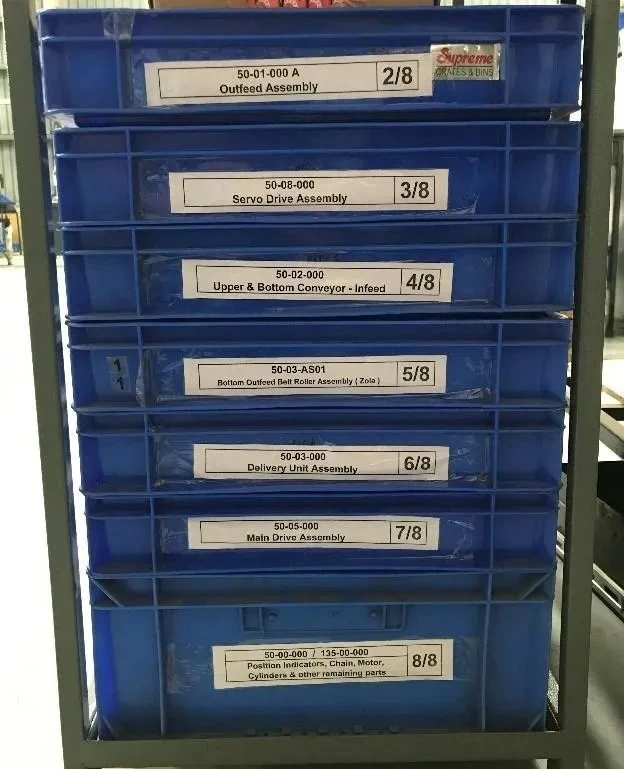 50-01-000 A
Outfeed Assembly
2/8
Supreme
CRATES & BINS
50-08-000
Servo Drive Assembly
3/8
50-02-000
Upper & Bottom Conveyor - Infeed
4/8
1
1
50-03-AS01
Bottom Outfeed Belt Roller Assembly ( Zola )
5/8
50-03-000
Delivery Unit Assembly
6/8
50-05-000
Main Drive Assembly
7/8
50-00-000 / 135-00-000
Position Indicators, Chain, Motor,
Cylinders & other remaining parts
8/8